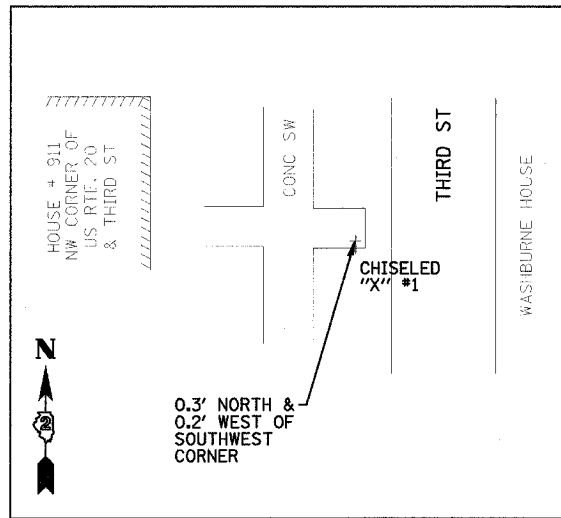 HOUSE # 911
NW CORNER OF
US RTE. 20
& THIRD ST
CONC SW
THIRD ST
WASHBURNE HOUSE
CHISELED
"X" #1
N
2
0.3' NORTH &
0.2' WEST OF
SOUTHWEST
CORNER